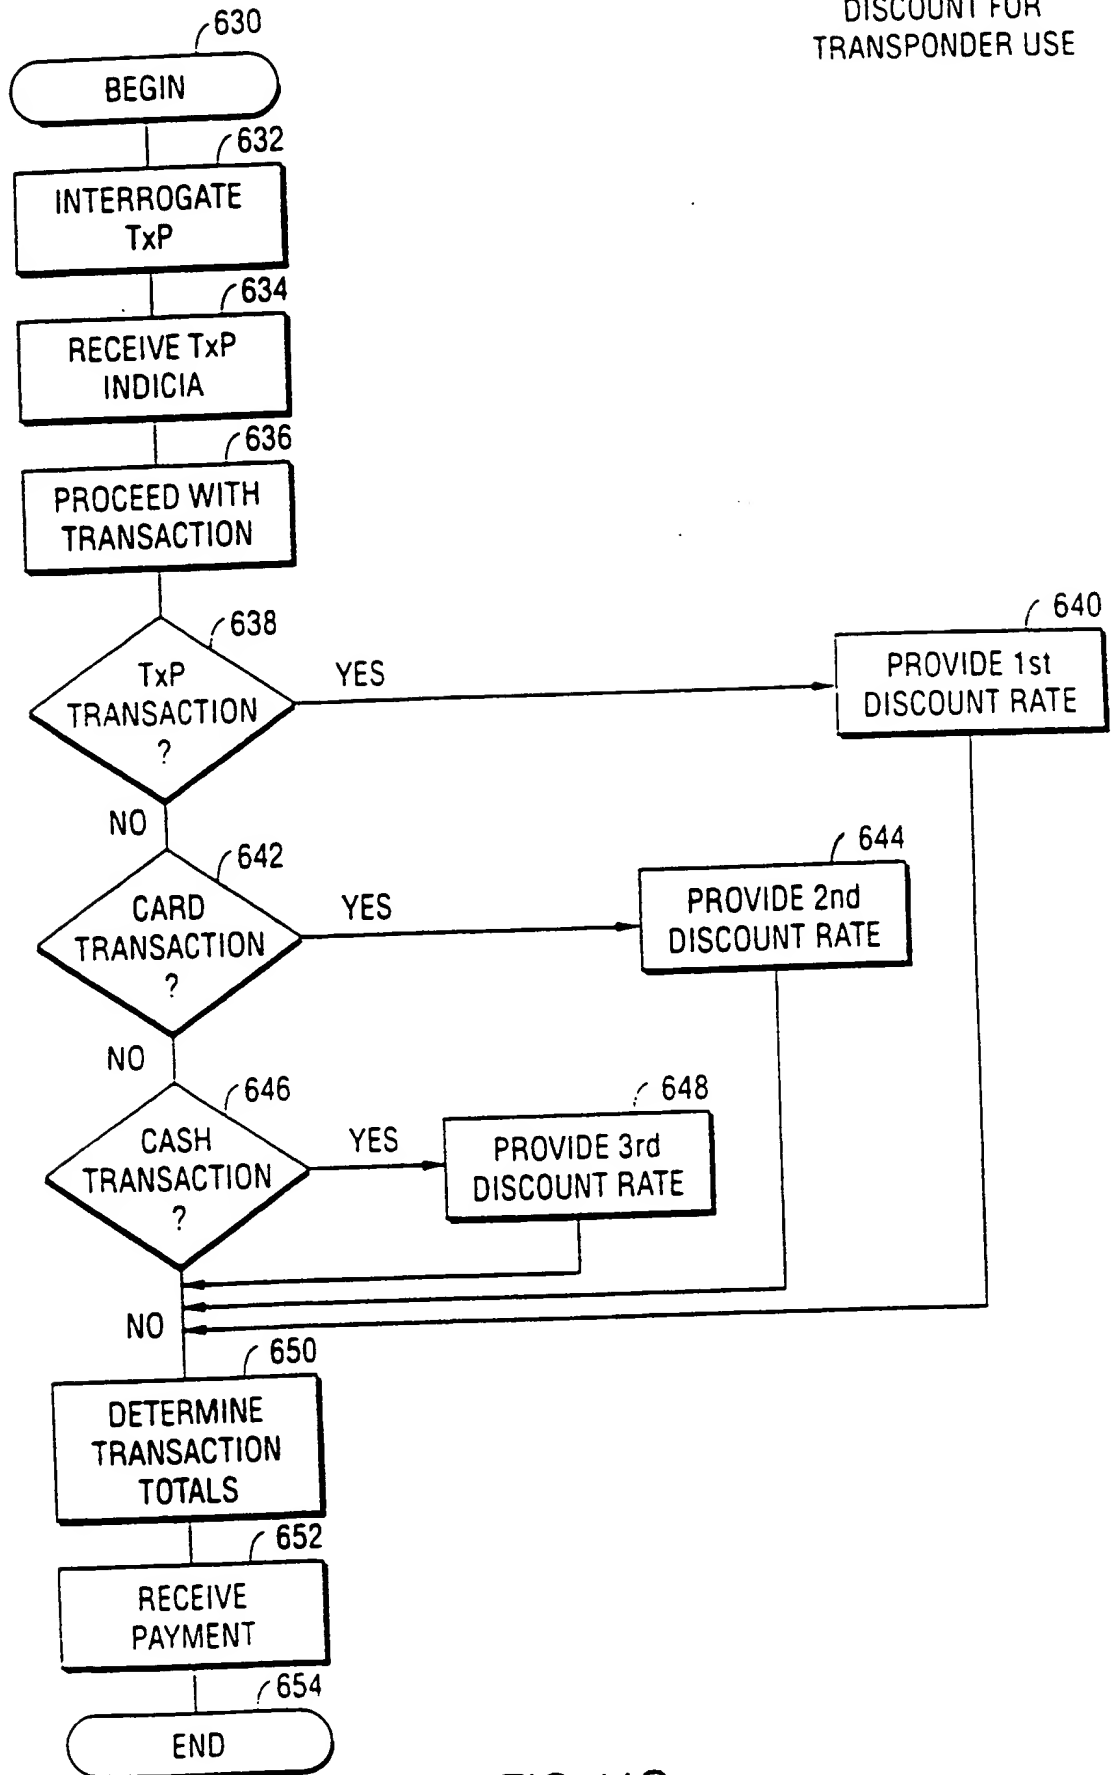 DISCOUNT FOR
TRANSPONDER USE
630
BEGIN
632
INTERROGATE
TxP
634
RECEIVE TxP
INDICIA
636
PROCEED WITH
TRANSACTION
638
TxP
TRANSACTION
?
YES
640
PROVIDE 1st
DISCOUNT RATE
NO
642
CARD
TRANSACTION
?
YES
644
PROVIDE 2nd
DISCOUNT RATE
NO
646
CASH
TRANSACTION
?
YES
648
PROVIDE 3rd
DISCOUNT RATE
NO
650
DETERMINE
TRANSACTION
TOTALS
652
RECEIVE
PAYMENT
654
END